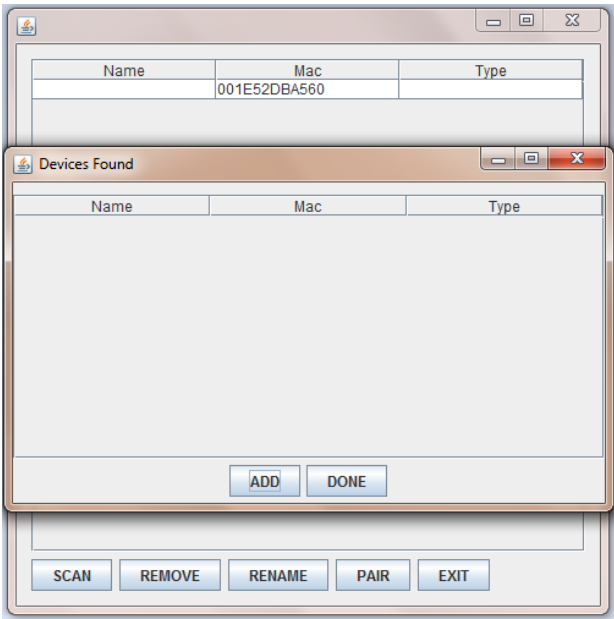 Name Mac Type
001E52DBA560
Devices Found
Name Mac Type
ADD DONE
SCAN REMOVE RENAME PAIR EXIT